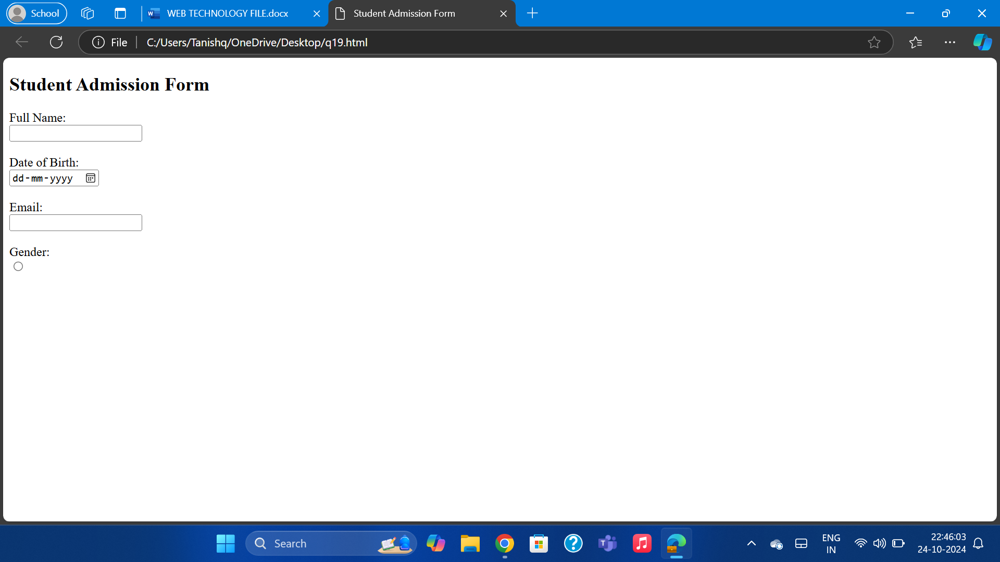 School
WEB TECHNOLOGY FILE.docx
Student Admission Form
File
C:/Users/Tanishq/OneDrive/Desktop/q19.html
Student Admission Form
Full Name:
Date of Birth:
dd-mm-yyyy
Email:
Gender:
Search
ENG
IN
22:46:03
24-10-2024